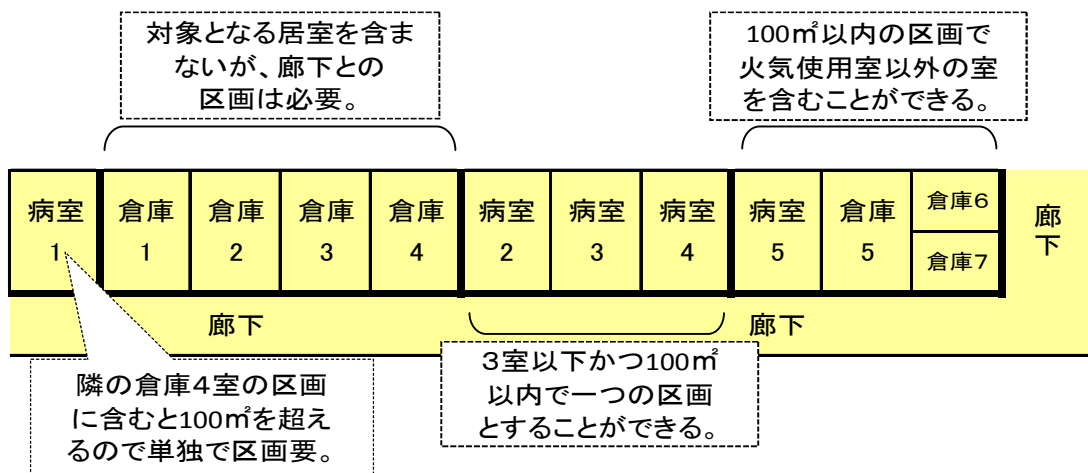 対象となる居室を含ま
ないが、廊下との
区画は必要。
100㎡以内の区画で
火気使用室以外の室
を含むことができる。
病室
1
倉庫
1
倉庫
2
倉庫
3
倉庫
4
病室
2
病室
3
病室
4
病室
5
倉庫
5
倉庫6
倉庫7
廊
下
廊下
廊下
隣の倉庫4室の区画
に含むと100㎡を超え
るので単独で区画要。
3室以下かつ100㎡
以内で一つの区画
とすることができる。